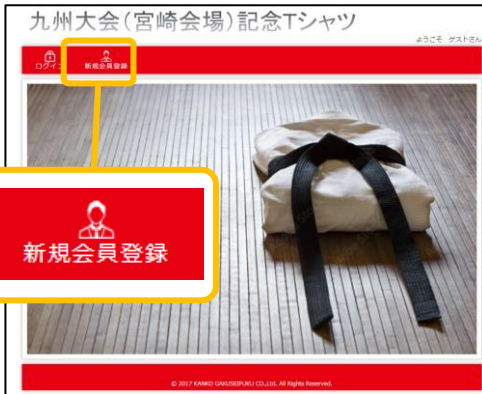 九州大会（宮崎会場）記念Tシャツ
ようこそ ゲストさん
ログイン
新規会員登録
新規会員登録
© 2017 KANKO GAKUSEIFUKU CO.,Ltd. All Rights Reserved.